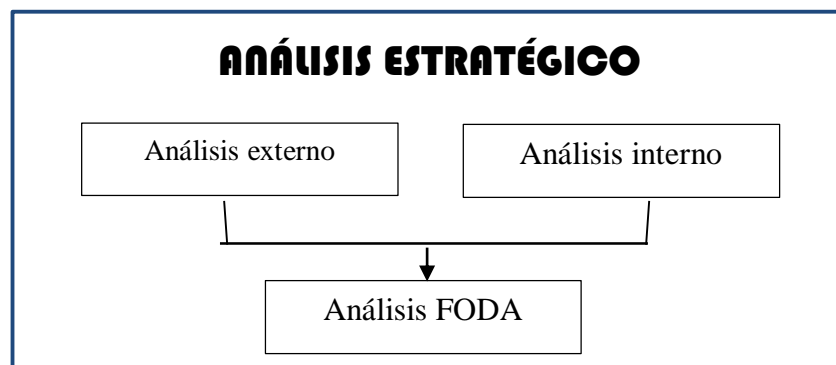 ANÁLISIS ESTRATÉGICO
Análisis externo
Análisis interno
Análisis FODA